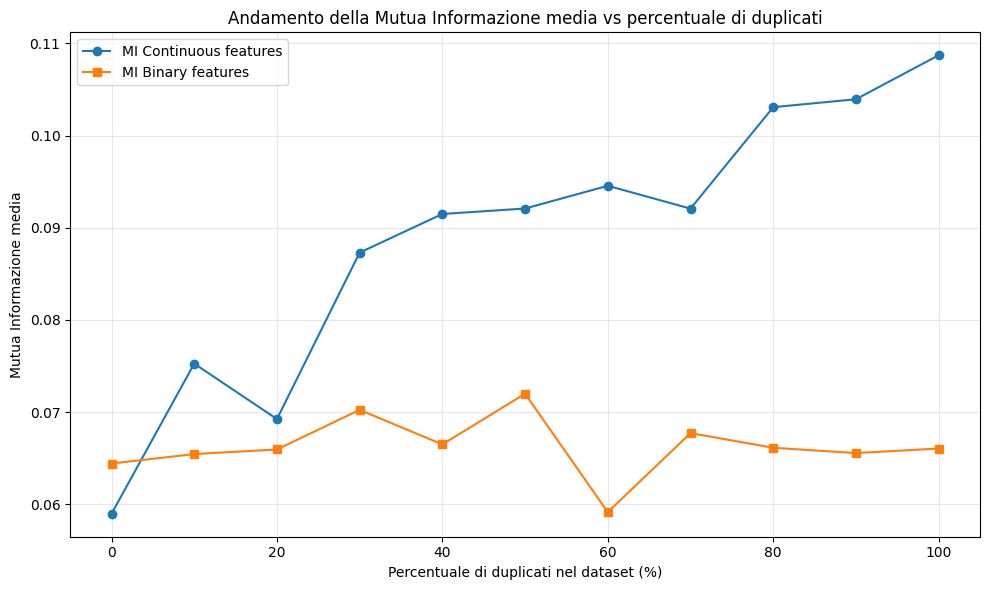 Andamento della Mutua Informazione media vs percentuale di duplicati
MI Continuous features
MI Binary features
0.11
0.10
0.09
0.08
0.07
0.06
Mutua Informazione media
0 20 40 60 80 100
Percentuale di duplicati nel dataset (%)